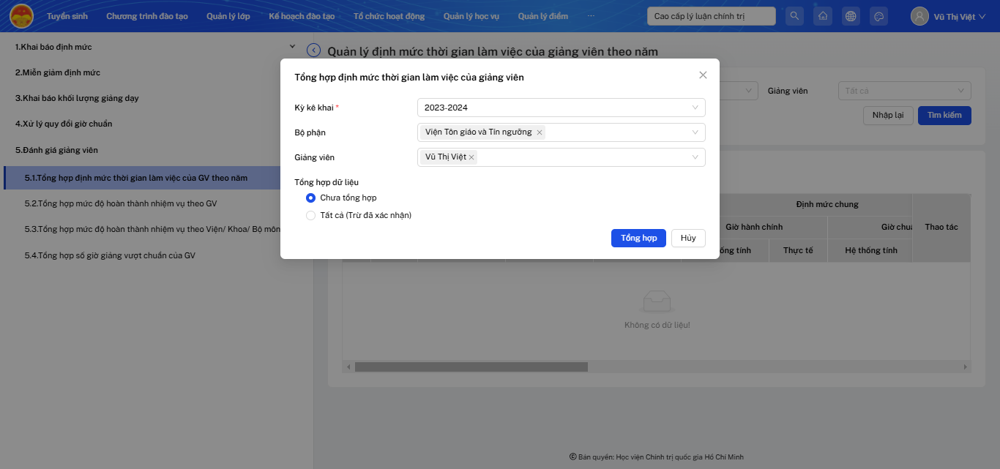 Tuyển sinh Chương trình đào tạo Quản lý lớp Kế hoạch đào tạo Tổ chức hoạt động Quản lý học vụ Quản lý điểm ... Cao cấp lý luận chính trị Vũ Thị Việt
1.Khai báo định mức
2.Miễn giảm định mức
3.Khai báo khối lượng giảng dạy
4.Xử lý quy đổi giờ chuẩn
5.Đánh giá giảng viên
5.1.Tổng hợp định mức thời gian làm việc của GV theo năm
5.2.Tổng hợp mức độ hoàn thành nhiệm vụ theo GV
5.3.Tổng hợp mức độ hoàn thành nhiệm vụ theo Viện/ Khoa/ Bộ môn
5.4.Tổng hợp số giờ giảng vượt chuẩn của GV
Quản lý định mức thời gian làm việc của giảng viên theo năm
Giảng viên Tất cả
Nhập lại Tìm kiếm
Tổng hợp định mức thời gian làm việc của giảng viên
Kỳ kê khai * 2023-2024
Bộ phận Viện Tôn giáo và Tín ngưỡng
Giảng viên Vũ Thị Việt
Tổng hợp dữ liệu
Chưa tổng hợp
Tất cả (Trừ đã xác nhận)
Tổng hợp Hủy
Định mức chung
Giờ hành chính Giờ chuẩ Thao tác
ống tính Thực tế Hệ thống tính
Không có dữ liệu!
© Bản quyền: Học viện Chính trị quốc gia Hồ Chí Minh